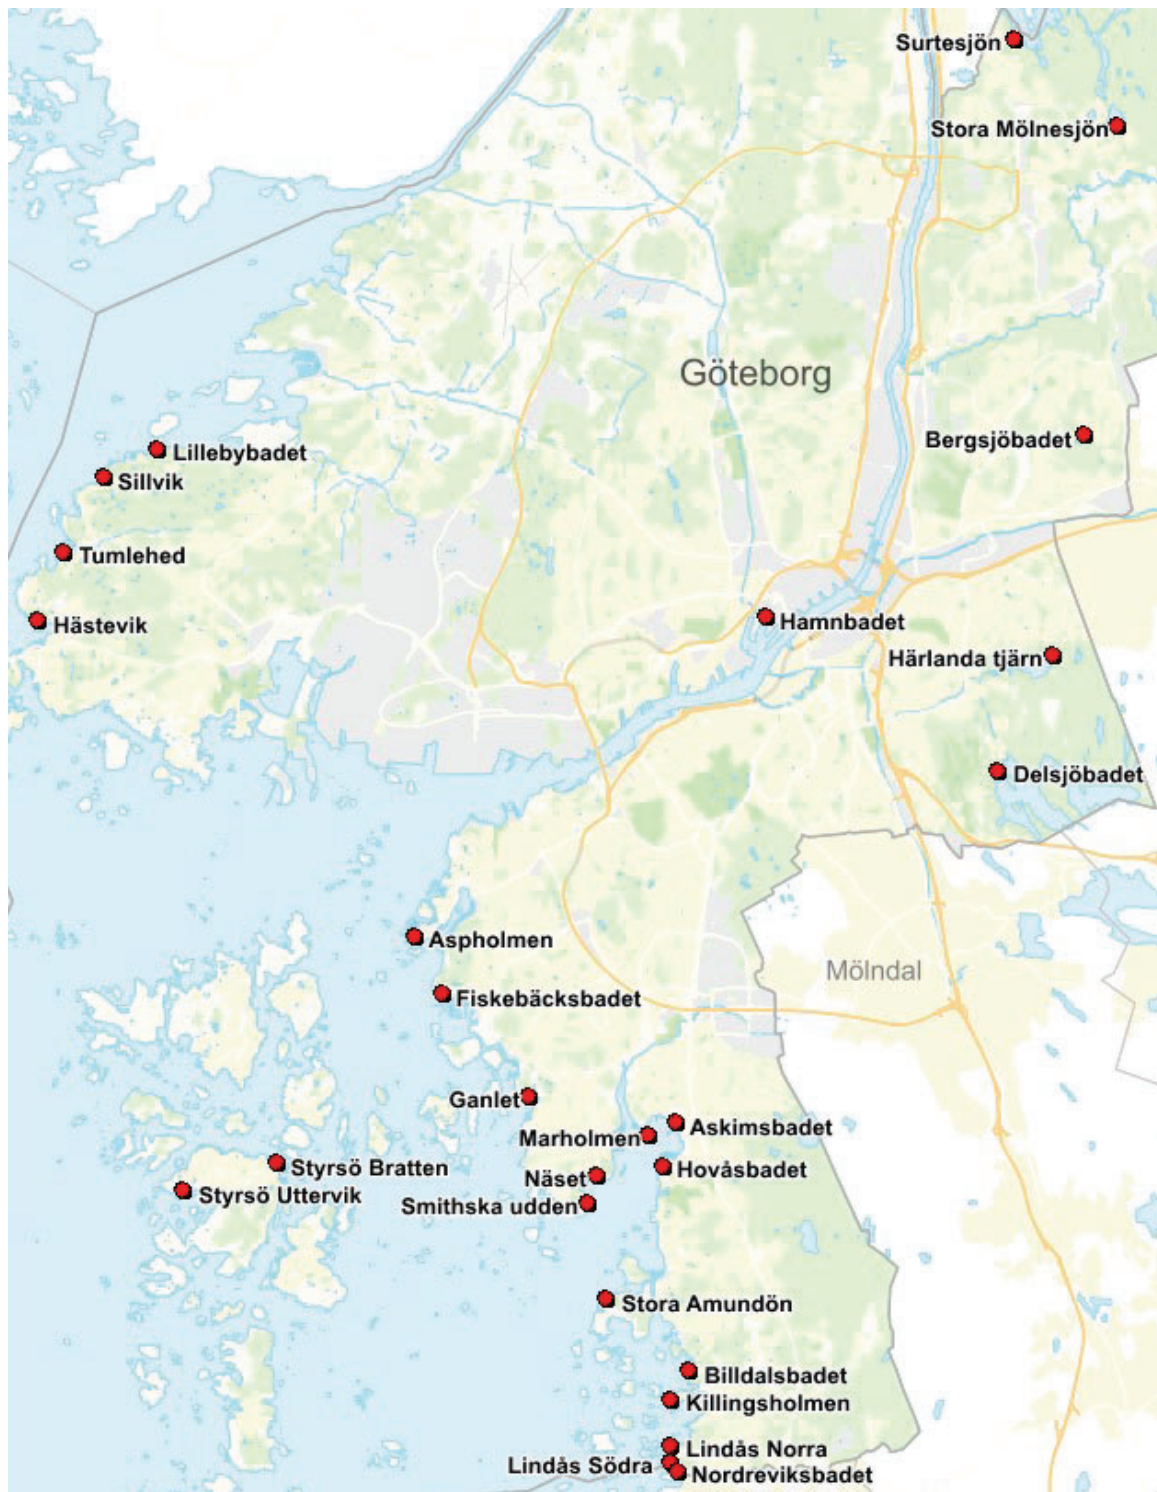 Surtesjön
Stora Mölnesjön
Göteborg
Bergsjöbadet
Lillebybadet
Sillvik
Tumlehed
Hästevik
Hamnbadet
Härlanda tjärn
Delsjöbadet
Aspholmen
Mölndal
Fiskebäcksbadet
Ganlet
Askimsbadet
Marholmen
Styrsö Bratten
Hovåsbadet
Näset
Styrsö Uttervik
Smithska udden
Stora Amundön
Billdalsbadet
Killingsholmen
Lindås Norra
Lindås Södra
Nordreviksbadet